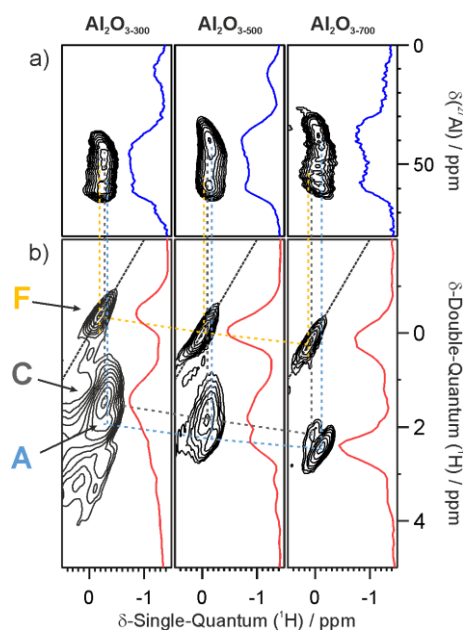 Al₂O₃₋₃₀₀ Al₂O₃₋₅₀₀ Al₂O₃₋₇₀₀
a)
0
50
δ(²⁷Al) / ppm
b)
F
C
A
0
2
4
δ-Double-Quantum (¹H) / ppm
0 -1 0 -1 0 -1
δ-Single-Quantum (¹H) / ppm